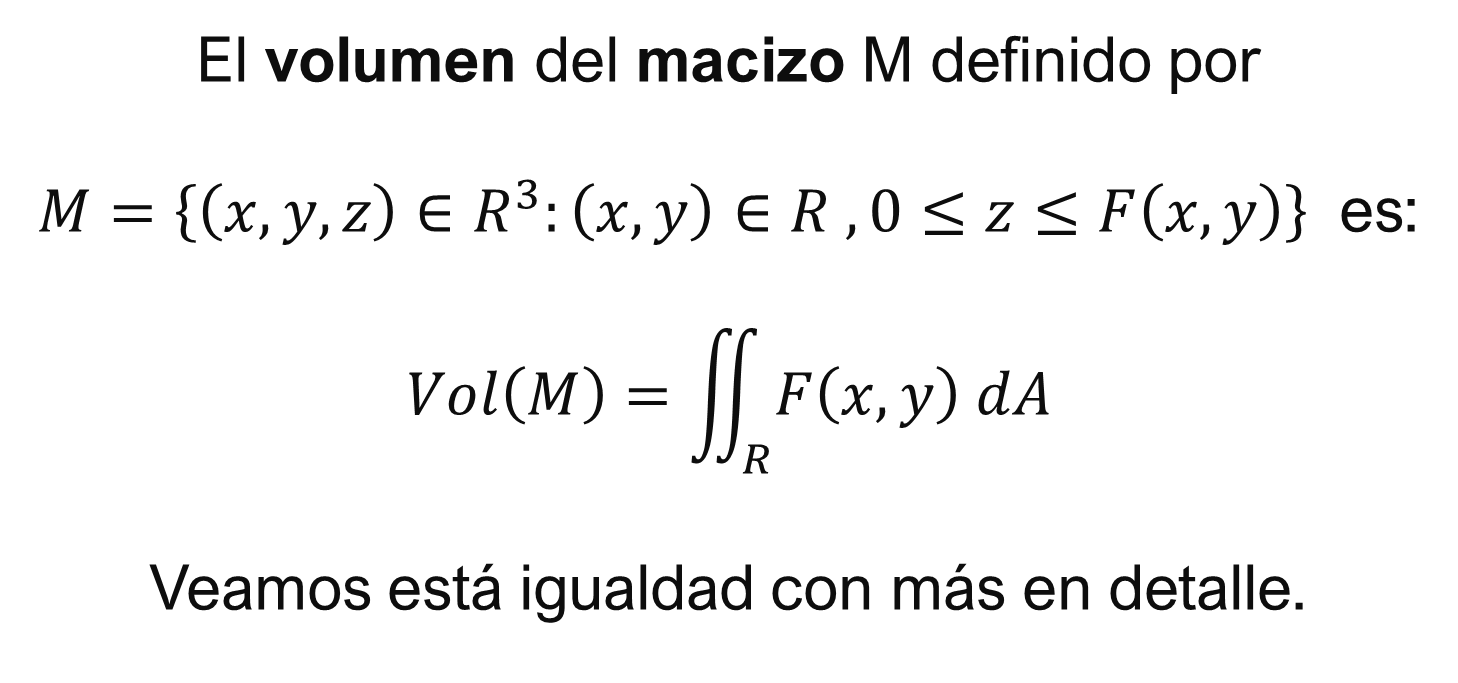 El volumen del macizo M definido por
M = {(x, y, z) ∈ R³: (x, y) ∈ R , 0 ≤ z ≤ F(x, y)} es:
Vol(M) = ∬_R F(x, y) dA
Veamos está igualdad con más en detalle.